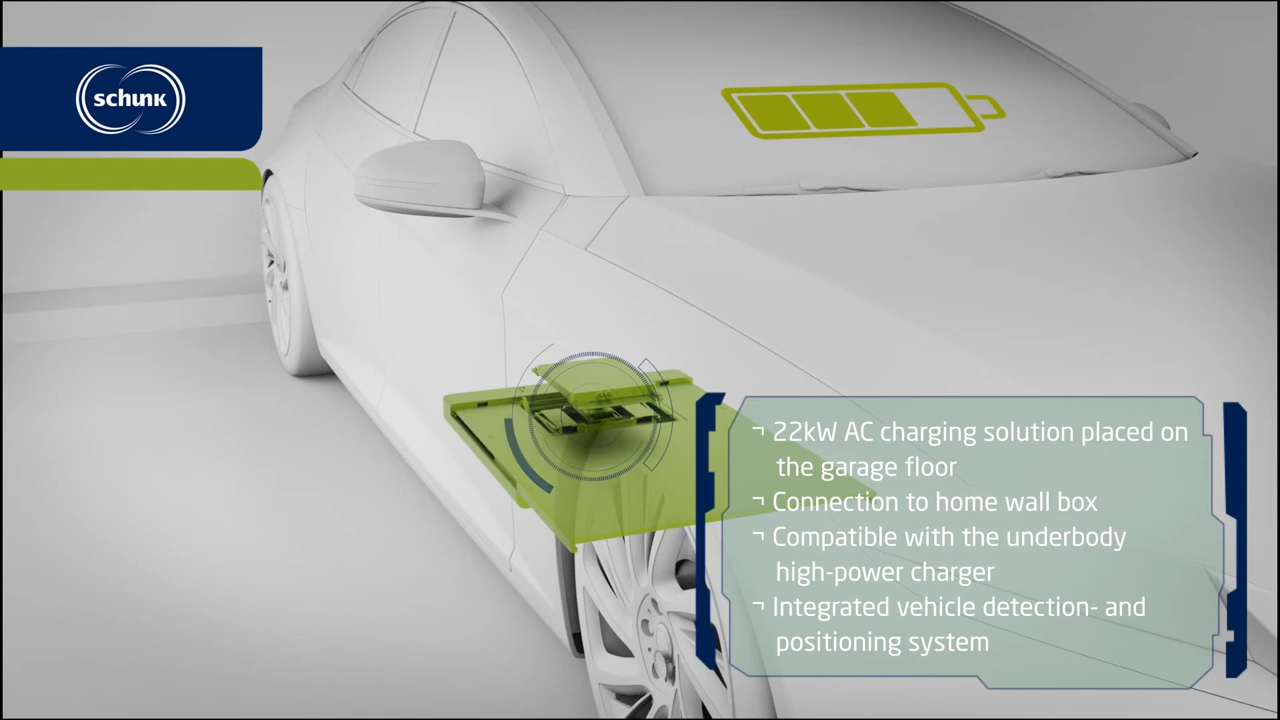 schunk
¬ 22kW AC charging solution placed on
the garage floor
¬ Connection to home wall box
¬ Compatible with the underbody
high-power charger
¬ Integrated vehicle detection- and
positioning system